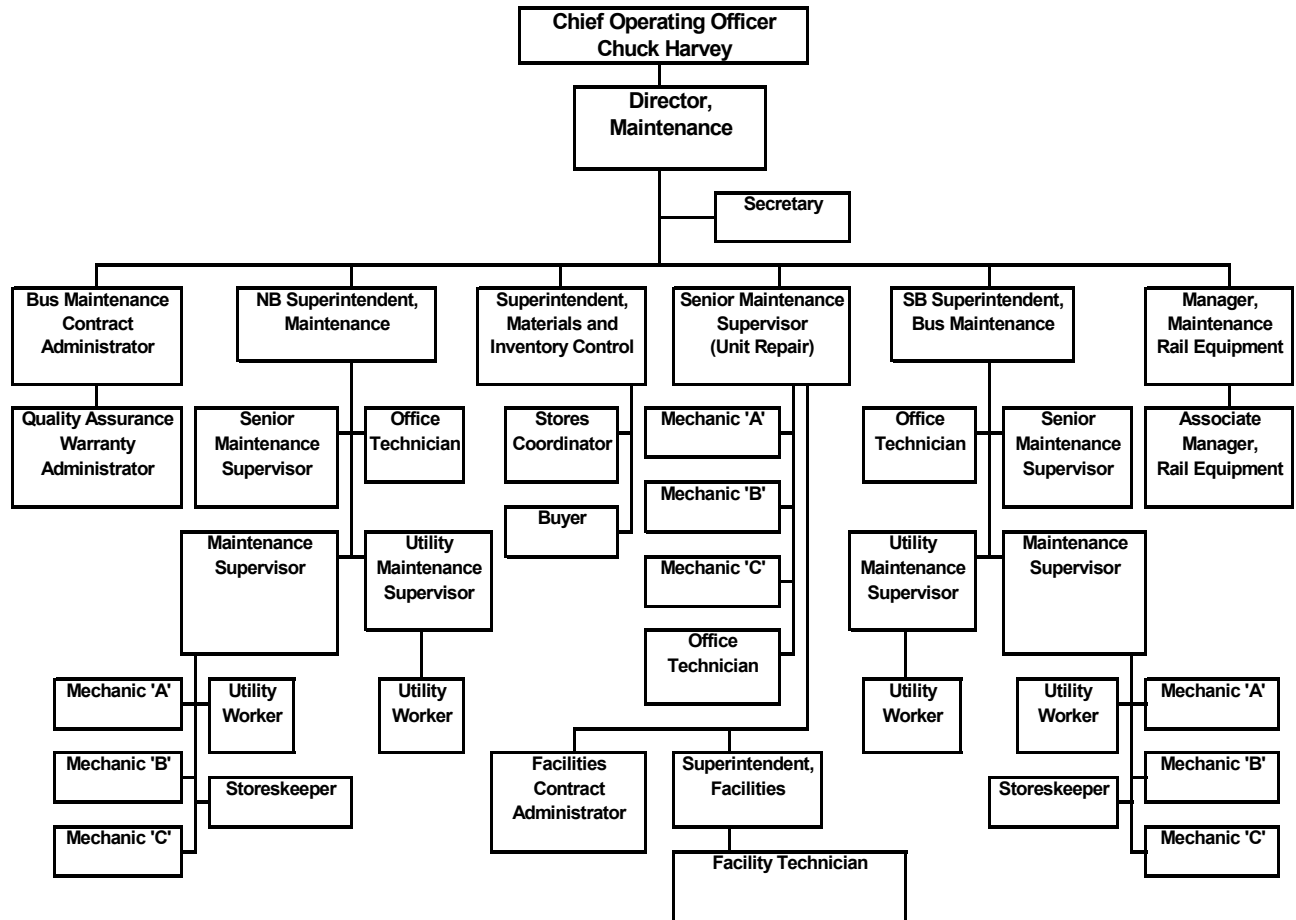 Chief Operating Officer
Chuck Harvey
Director,
Maintenance
Secretary
Bus Maintenance
Contract
Administrator
NB Superintendent,
Maintenance
Superintendent,
Materials and
Inventory Control
Senior Maintenance
Supervisor
(Unit Repair)
SB Superintendent,
Bus Maintenance
Manager,
Maintenance
Rail Equipment
Quality Assurance
Warranty
Administrator
Senior
Maintenance
Supervisor
Office
Technician
Stores
Coordinator
Mechanic 'A'
Office
Technician
Senior
Maintenance
Supervisor
Associate
Manager,
Rail Equipment
Buyer
Mechanic 'B'
Maintenance
Supervisor
Utility
Maintenance
Supervisor
Mechanic 'C'
Utility
Maintenance
Supervisor
Maintenance
Supervisor
Office
Technician
Mechanic 'A'
Utility
Worker
Utility
Worker
Utility
Worker
Utility
Worker
Mechanic 'A'
Mechanic 'B'
Storeskeeper
Facilities
Contract
Administrator
Superintendent,
Facilities
Storeskeeper
Mechanic 'B'
Mechanic 'C'
Facility Technician
Mechanic 'C'